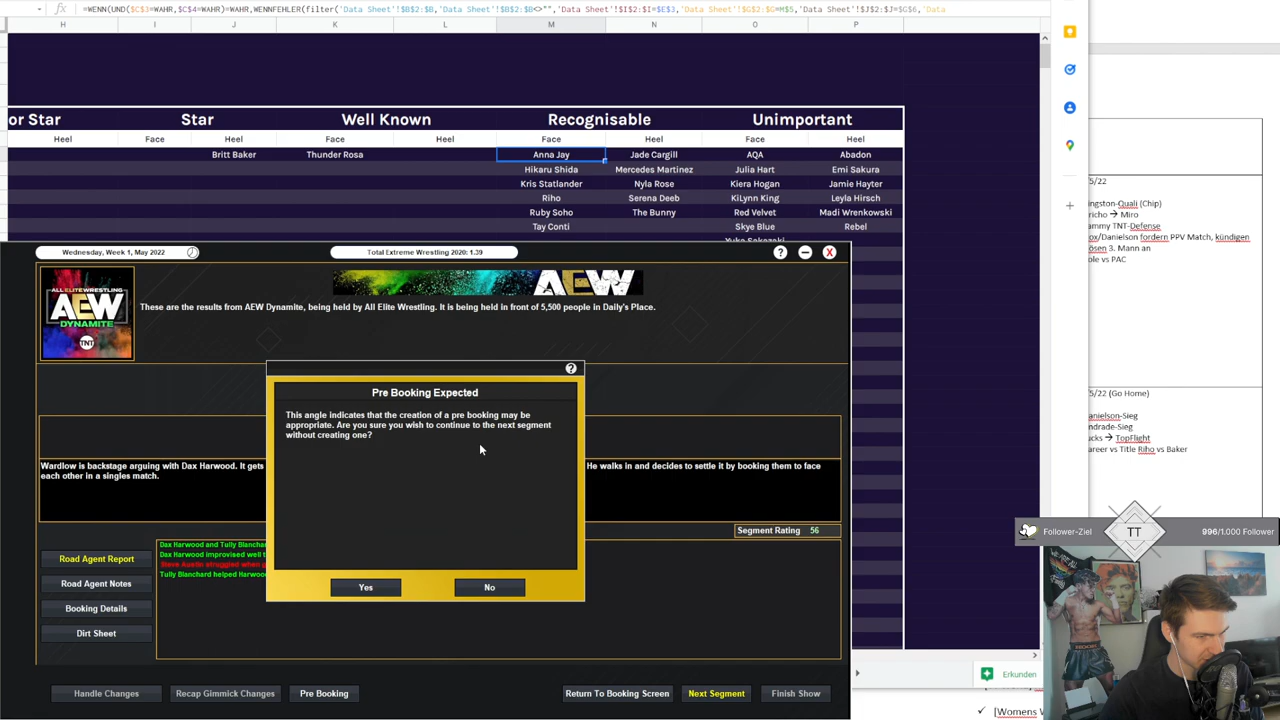 =WENN(UND($C$3=WAHR,$C$4=WAHR)=WAHR,WENNFEHLER(filter('Data Sheet'!$B$2:$B,'Data Sheet'!$B$2:$B<>"",'Data Sheet'!$I$2:$I=$E$3,'Data Sheet'!$G$2:$G=M$5,'Data Sheet'!$J$2:$J=$G$6,'Data
H I J K L M N O P
or Star Star Well Known Recognisable Unimportant
Heel Face Heel Face Heel Face Heel Face Heel
Britt Baker Thunder Rosa Anna Jay Jade Cargill AQA Abadon
Hikaru Shida Mercedes Martinez Julia Hart Emi Sakura
Kris Statlander Nyla Rose Kiera Hogan Jamie Hayter
Riho Serena Deeb KiLynn King Leyla Hirsch
Ruby Soho The Bunny Red Velvet Madi Wrenkowski
Tay Conti Skye Blue Rebel
Yuka Sakazaki
/5/22
ngston-Quali (Chip)
richo → Miro
ammy TNT-Defense
ox/Danielson fordern PPV Match, kündigen
ösen 3. Mann an
ole vs PAC
/5/22 (Go Home)
anielson-Sieg
ndrade-Sieg
ucks → TopFlight
areer vs Title Riho vs Baker
Wednesday, Week 1, May 2022
Total Extreme Wrestling 2020: 1.39
? X
ALL ELITE WRESTLING
AEW
DYNAMITE
TNT
AEW
These are the results from AEW Dynamite, being held by All Elite Wrestling. It is being held in front of 5,500 people in Daily's Place.
?
Pre Booking Expected
This angle indicates that the creation of a pre booking may be
appropriate. Are you sure you wish to continue to the next segment
without creating one?
Yes No
Wardlow is backstage arguing with Dax Harwood. It gets
He walks in and decides to settle it by booking them to face
each other in a singles match.
Segment Rating 56
Road Agent Report
Road Agent Notes
Booking Details
Dirt Sheet
Dax Harwood and Tully Blanchar
Dax Harwood improvised well t
Steve Austin struggled when
Tully Blanchard helped Harwoo
Handle Changes Recap Gimmick Changes Pre Booking Return To Booking Screen Next Segment Finish Show
Follower-Ziel TT 996/1.000 Follower
Erkunden
✓ [Womens W